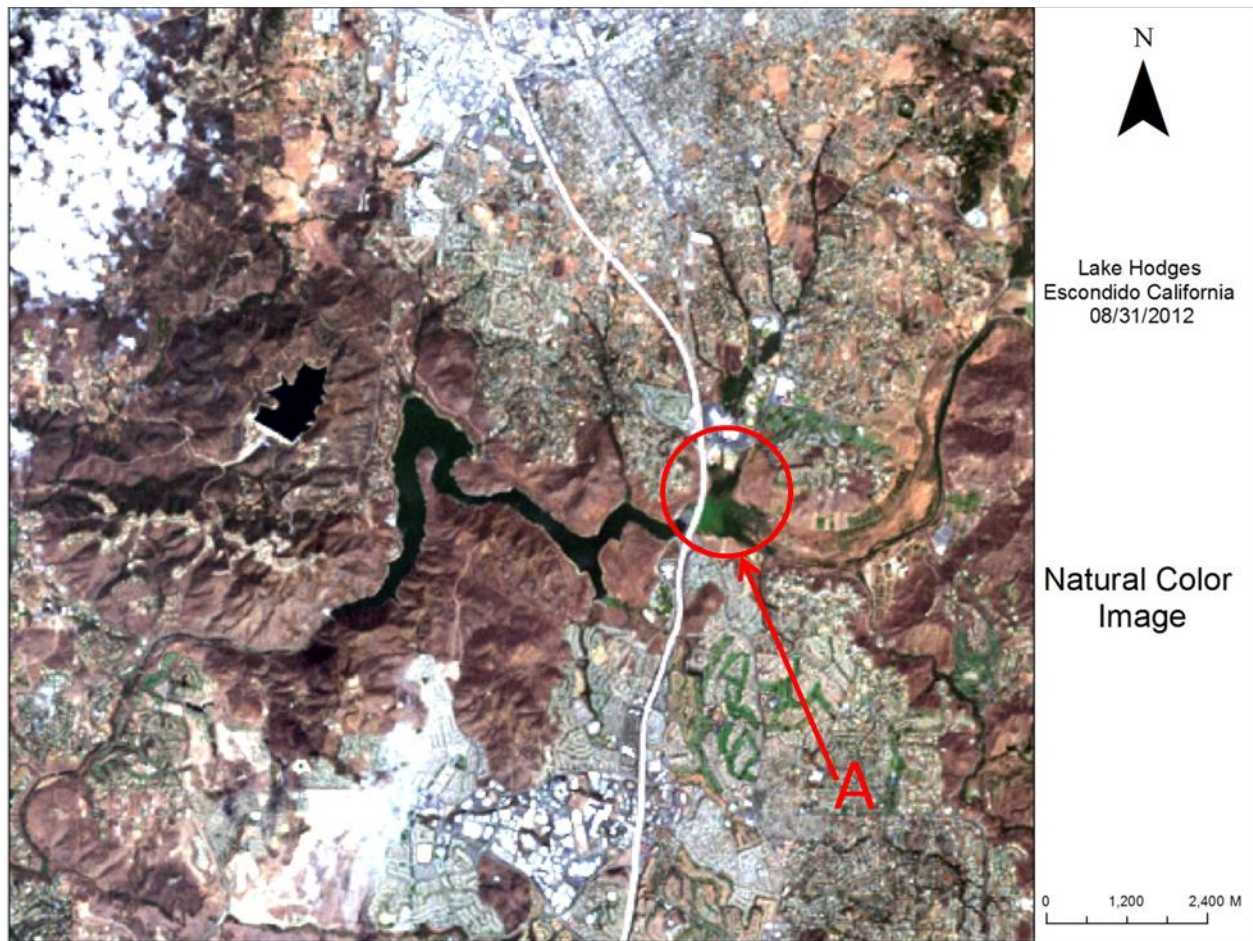 N
Lake Hodges
Escondido California
08/31/2012
Natural Color
Image
A
0 1,200 2,400 M